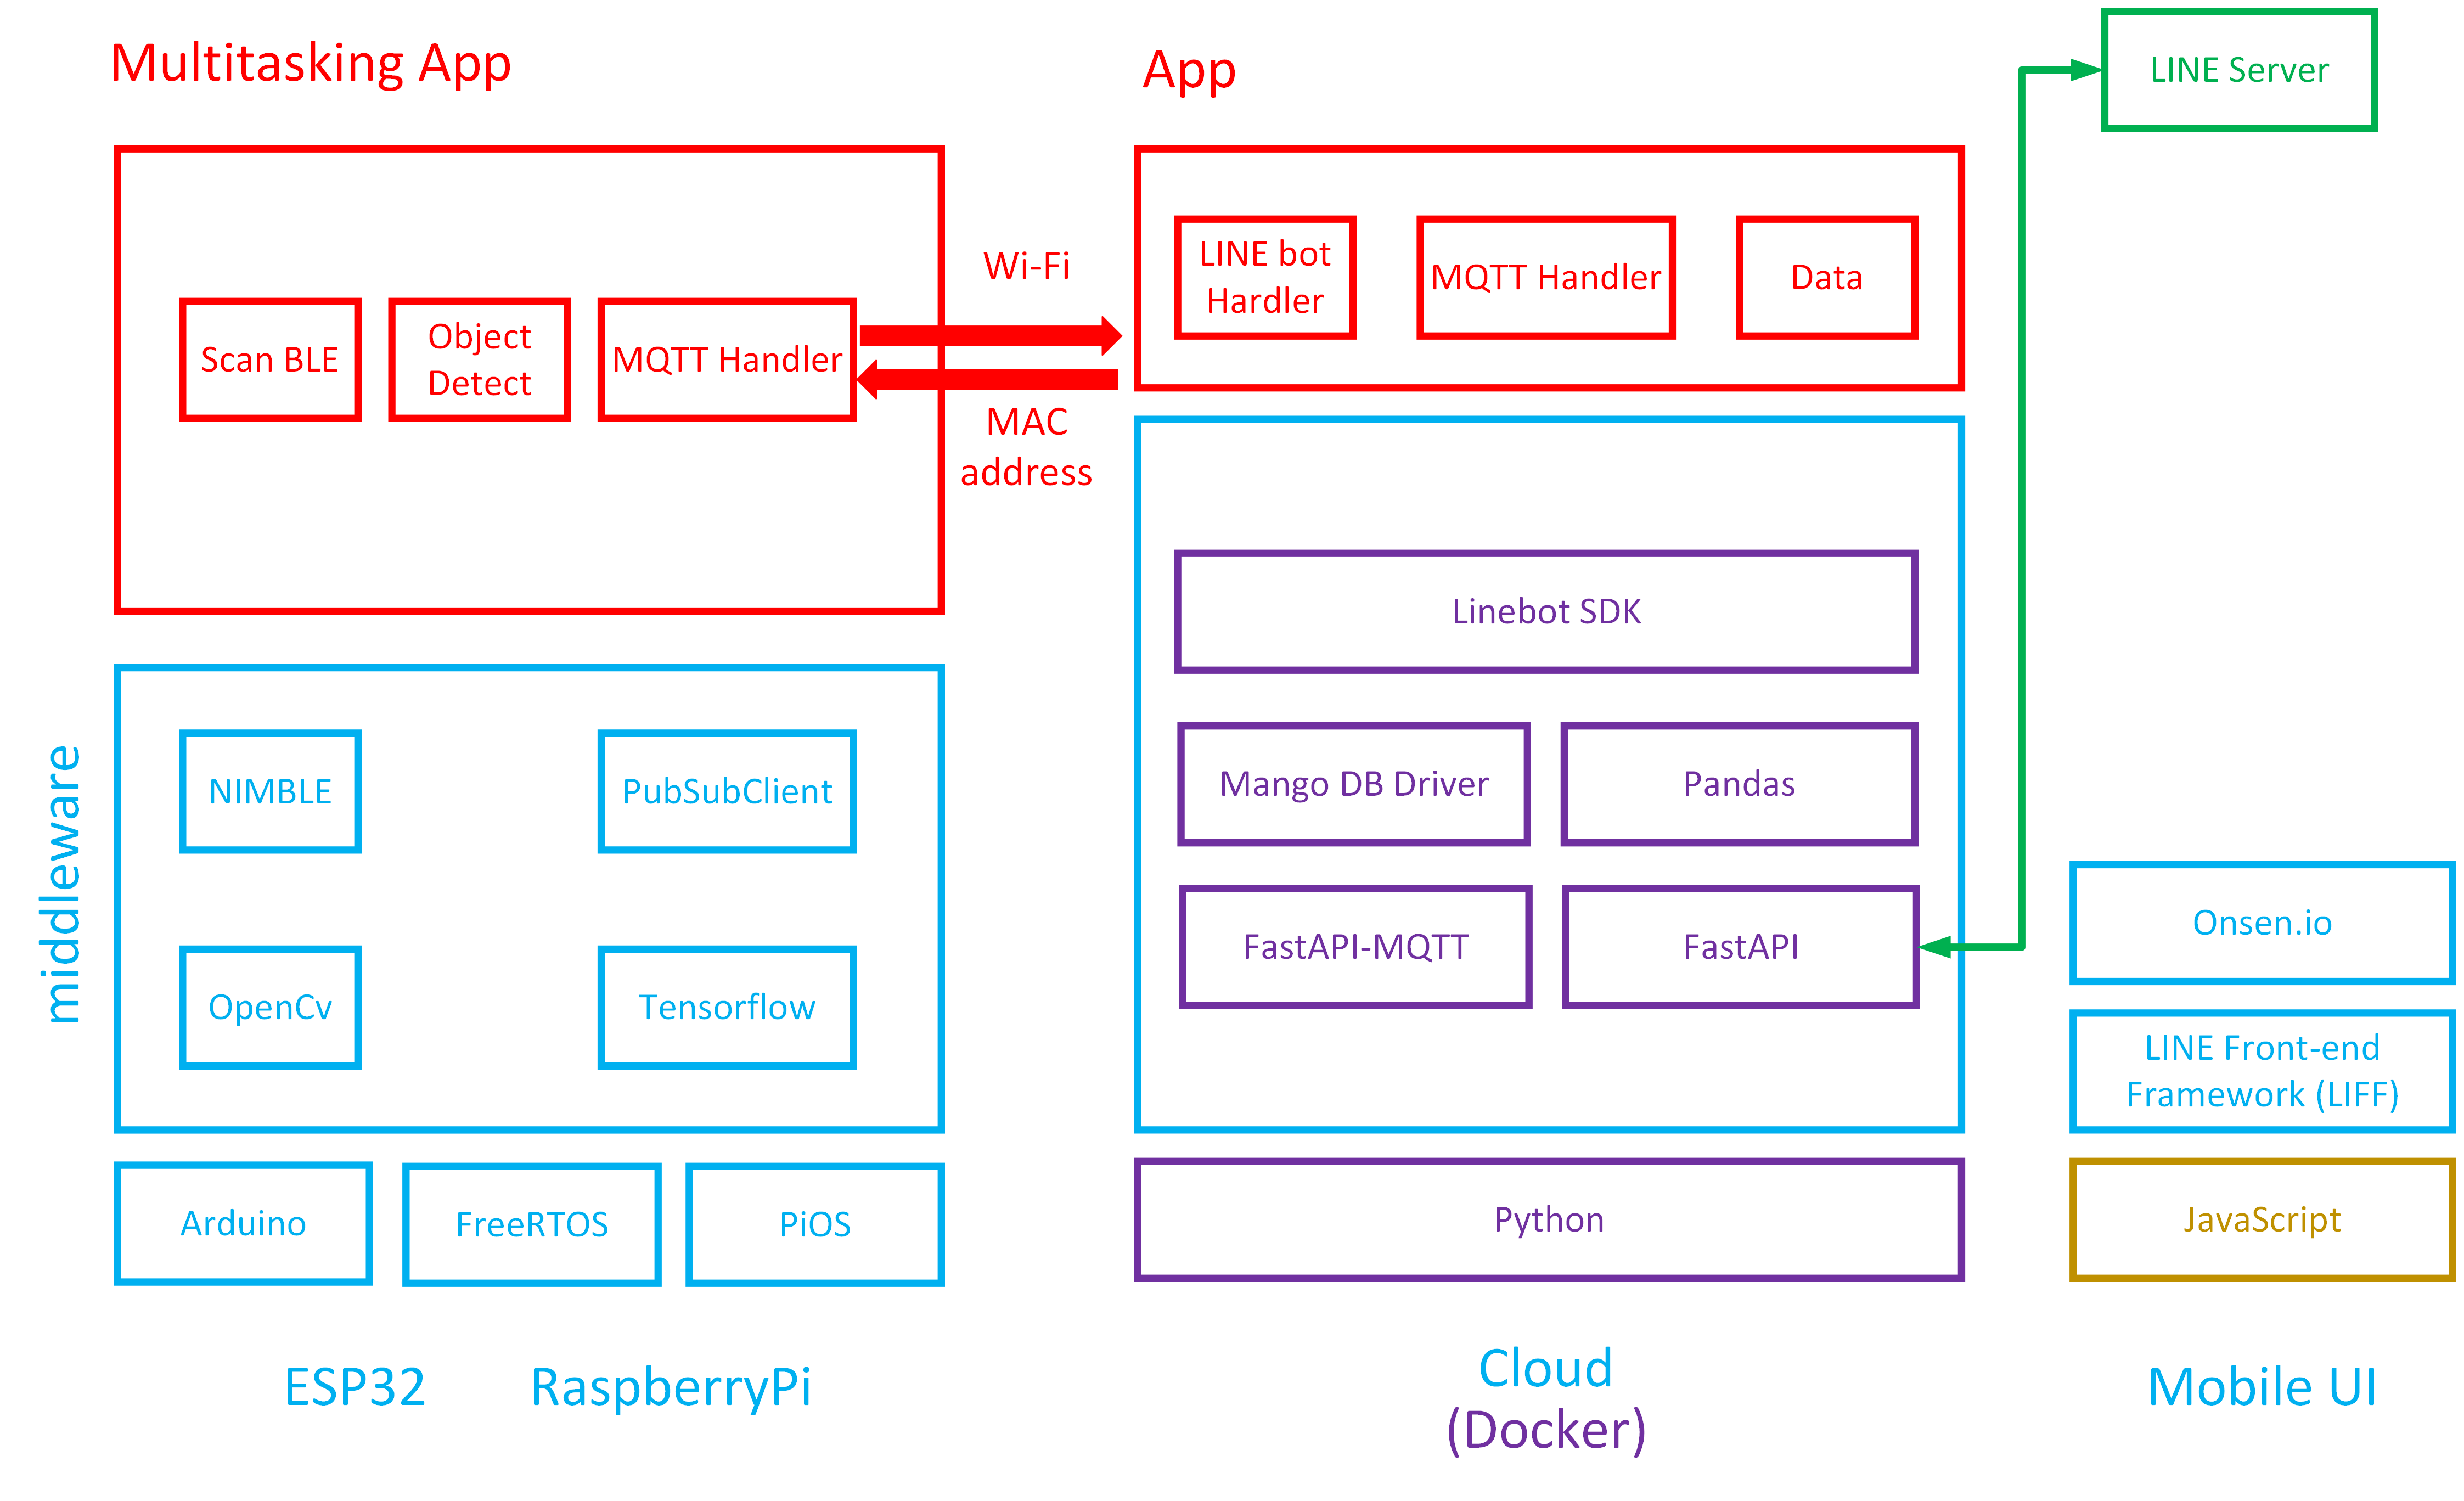 Multitasking App
App
LINE Server
Scan BLE
Object
Detect
MQTT Handler
Wi-Fi
MAC
address
LINE bot
Hardler
MQTT Handler
Data
Linebot SDK
Mango DB Driver
Pandas
FastAPI-MQTT
FastAPI
middleware
NIMBLE
PubSubClient
OpenCv
Tensorflow
Onsen.io
LINE Front-end
Framework (LIFF)
Arduino
FreeRTOS
PiOS
Python
JavaScript
ESP32
RaspberryPi
Cloud
(Docker)
Mobile UI